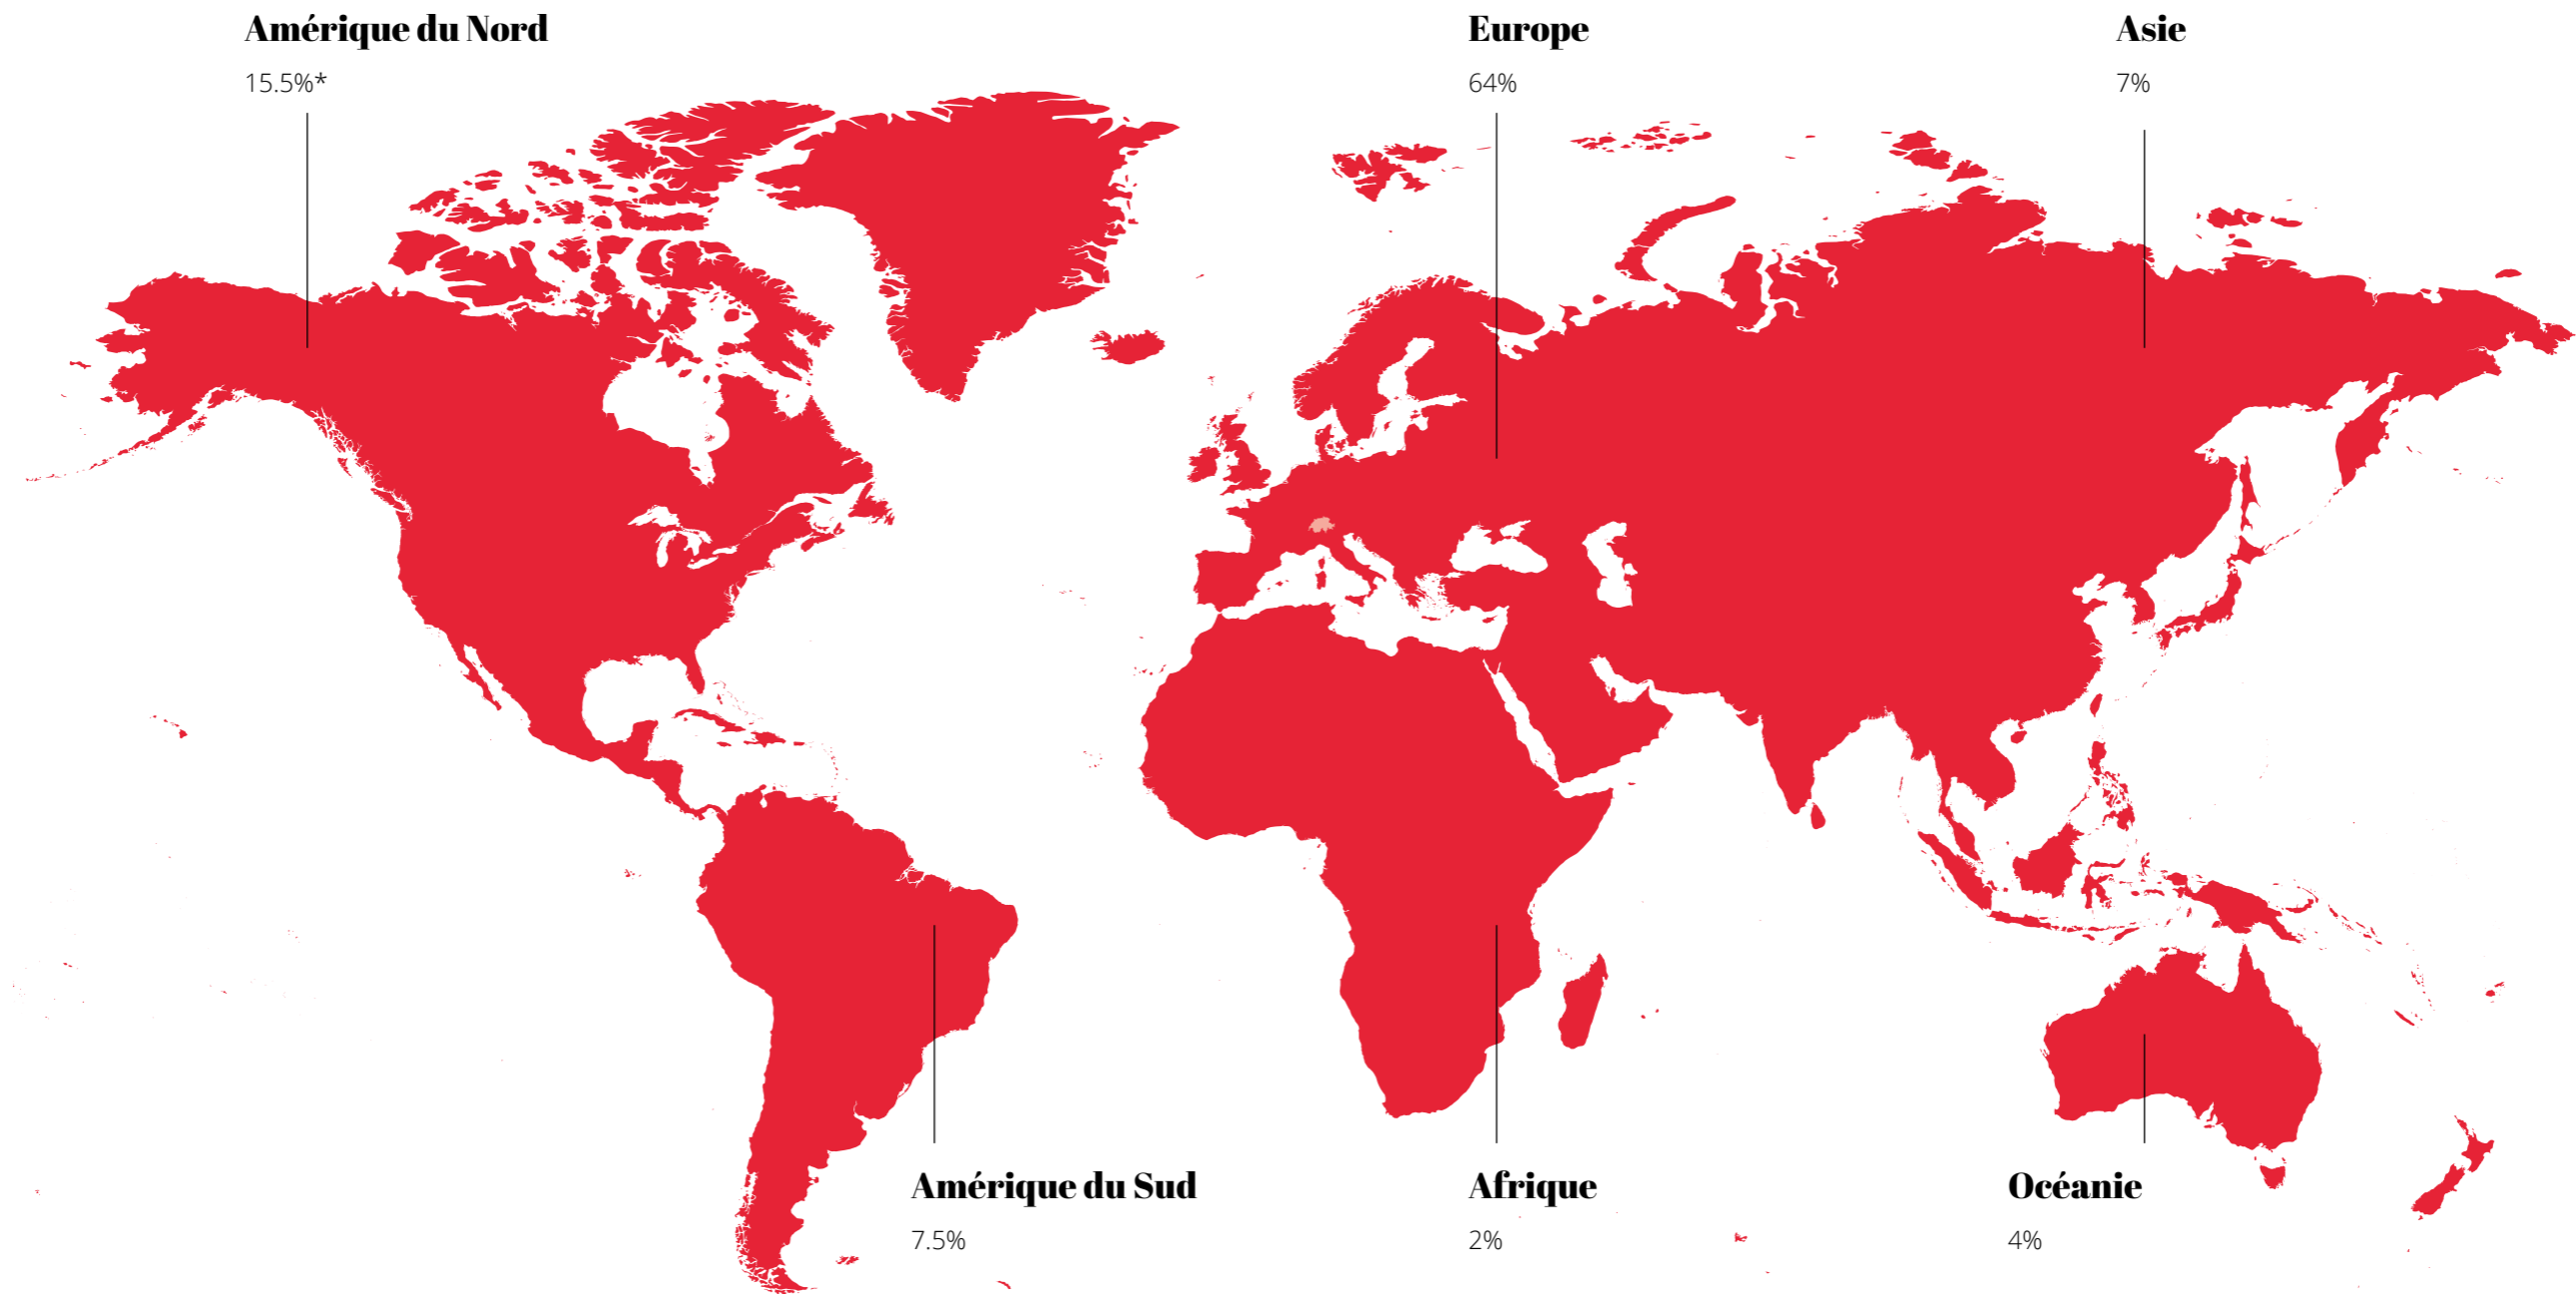 Amérique du Nord
15.5%*
Europe
64%
Asie
7%
Amérique du Sud
7.5%
Afrique
2%
Océanie
4%